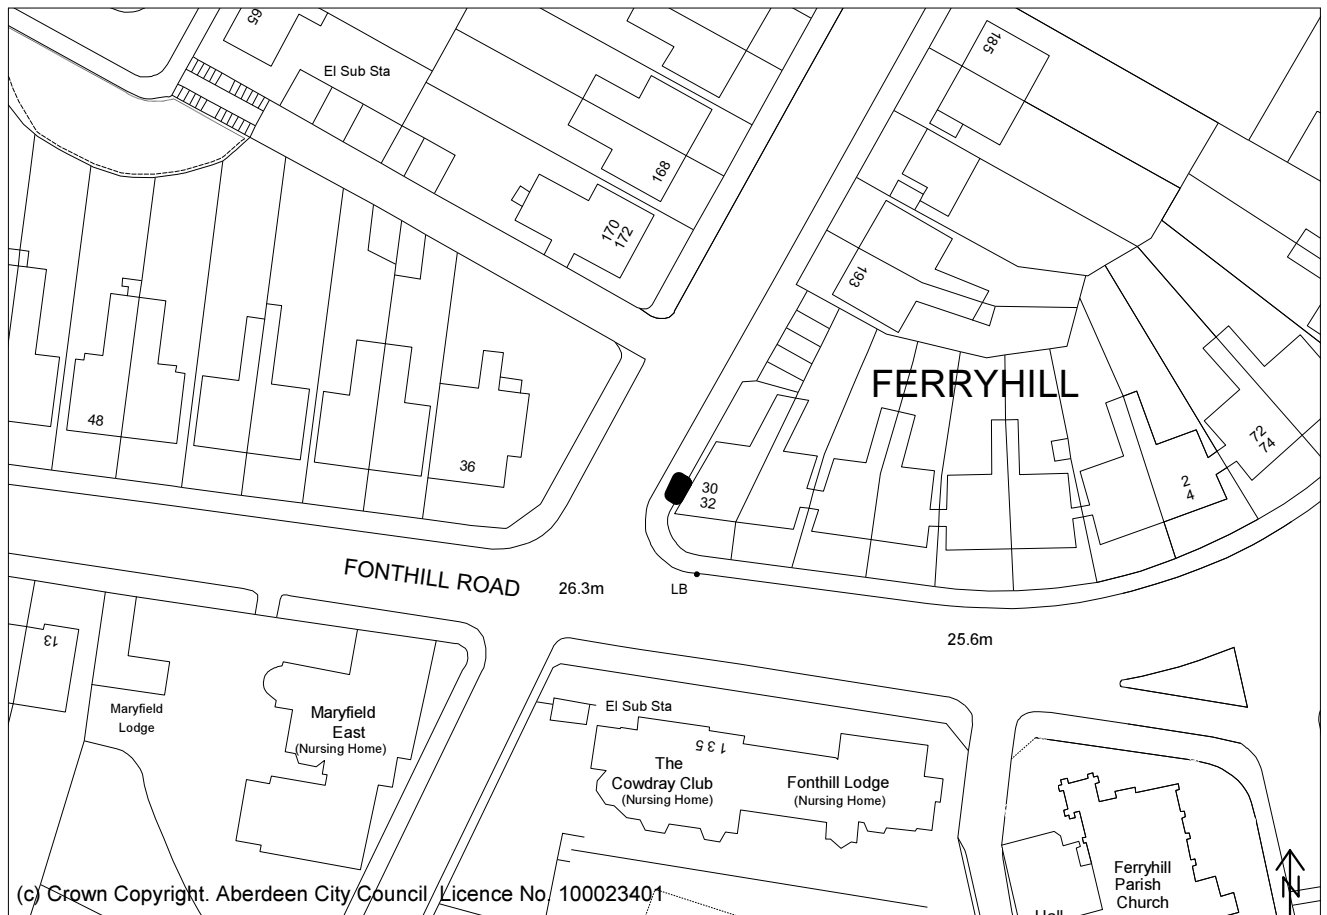 65
El Sub Sta
185
168
170
172
193
FERRYHILL
48
36
30
32
72
74
2
4
FONTHILL ROAD
26.3m
LB
25.6m
13
Maryfield
Lodge
Maryfield
East
(Nursing Home)
El Sub Sta
1 3 5
The
Cowdray Club
(Nursing Home)
Fonthill Lodge
(Nursing Home)
Ferryhill
Parish
Church
Hall
N
(c) Crown Copyright. Aberdeen City Council Licence No. 100023401